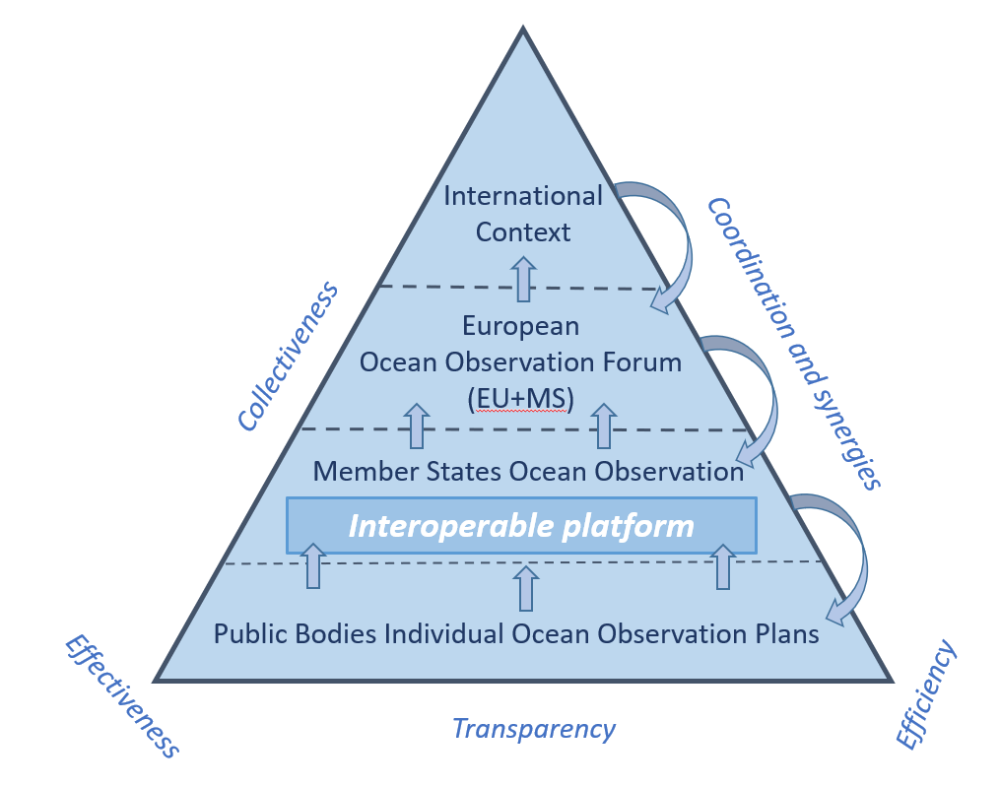 International
Context
European
Ocean Observation Forum
(EU+MS)
Member States Ocean Observation
Interoperable platform
Public Bodies Individual Ocean Observation Plans
Collectiveness
Coordination and synergies
Effectiveness
Transparency
Efficiency